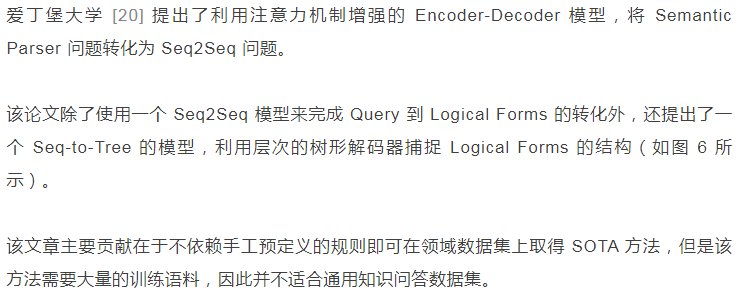 爱丁堡大学 [20] 提出了利用注意力机制增强的 Encoder-Decoder 模型，将 Semantic
Parser 问题转化为 Seq2Seq 问题。
该论文除了使用一个 Seq2Seq 模型来完成 Query 到 Logical Forms 的转化外，还提出了一
个 Seq-to-Tree 的模型，利用层次的树形解码器捕捉 Logical Forms 的结构（如图 6 所
示）。
该文章主要贡献在于不依赖手工预定义的规则即可在领域数据集上取得 SOTA 方法，但是该
方法需要大量的训练语料，因此并不适合通用知识问答数据集。